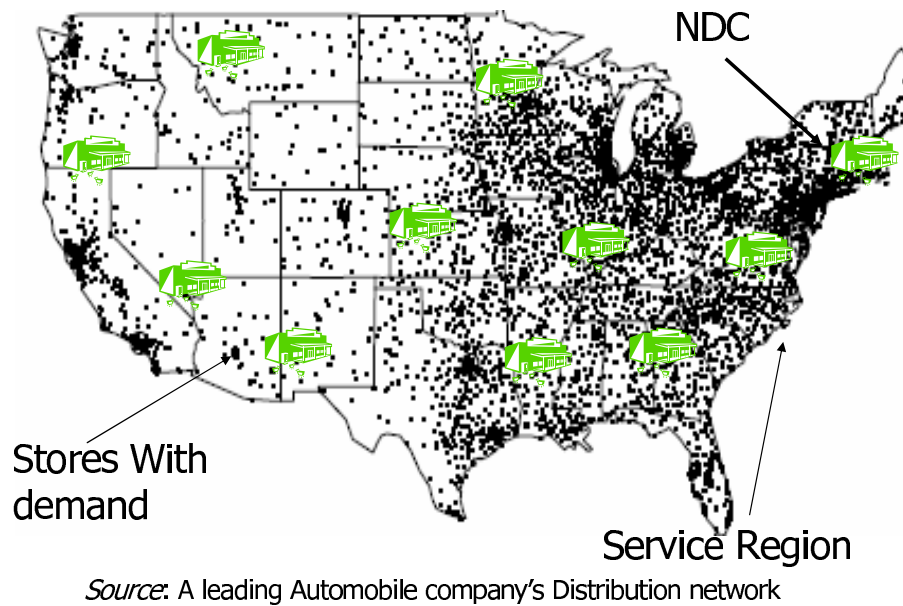 NDC
Stores With
demand
Service Region
Source: A leading Automobile company's Distribution network